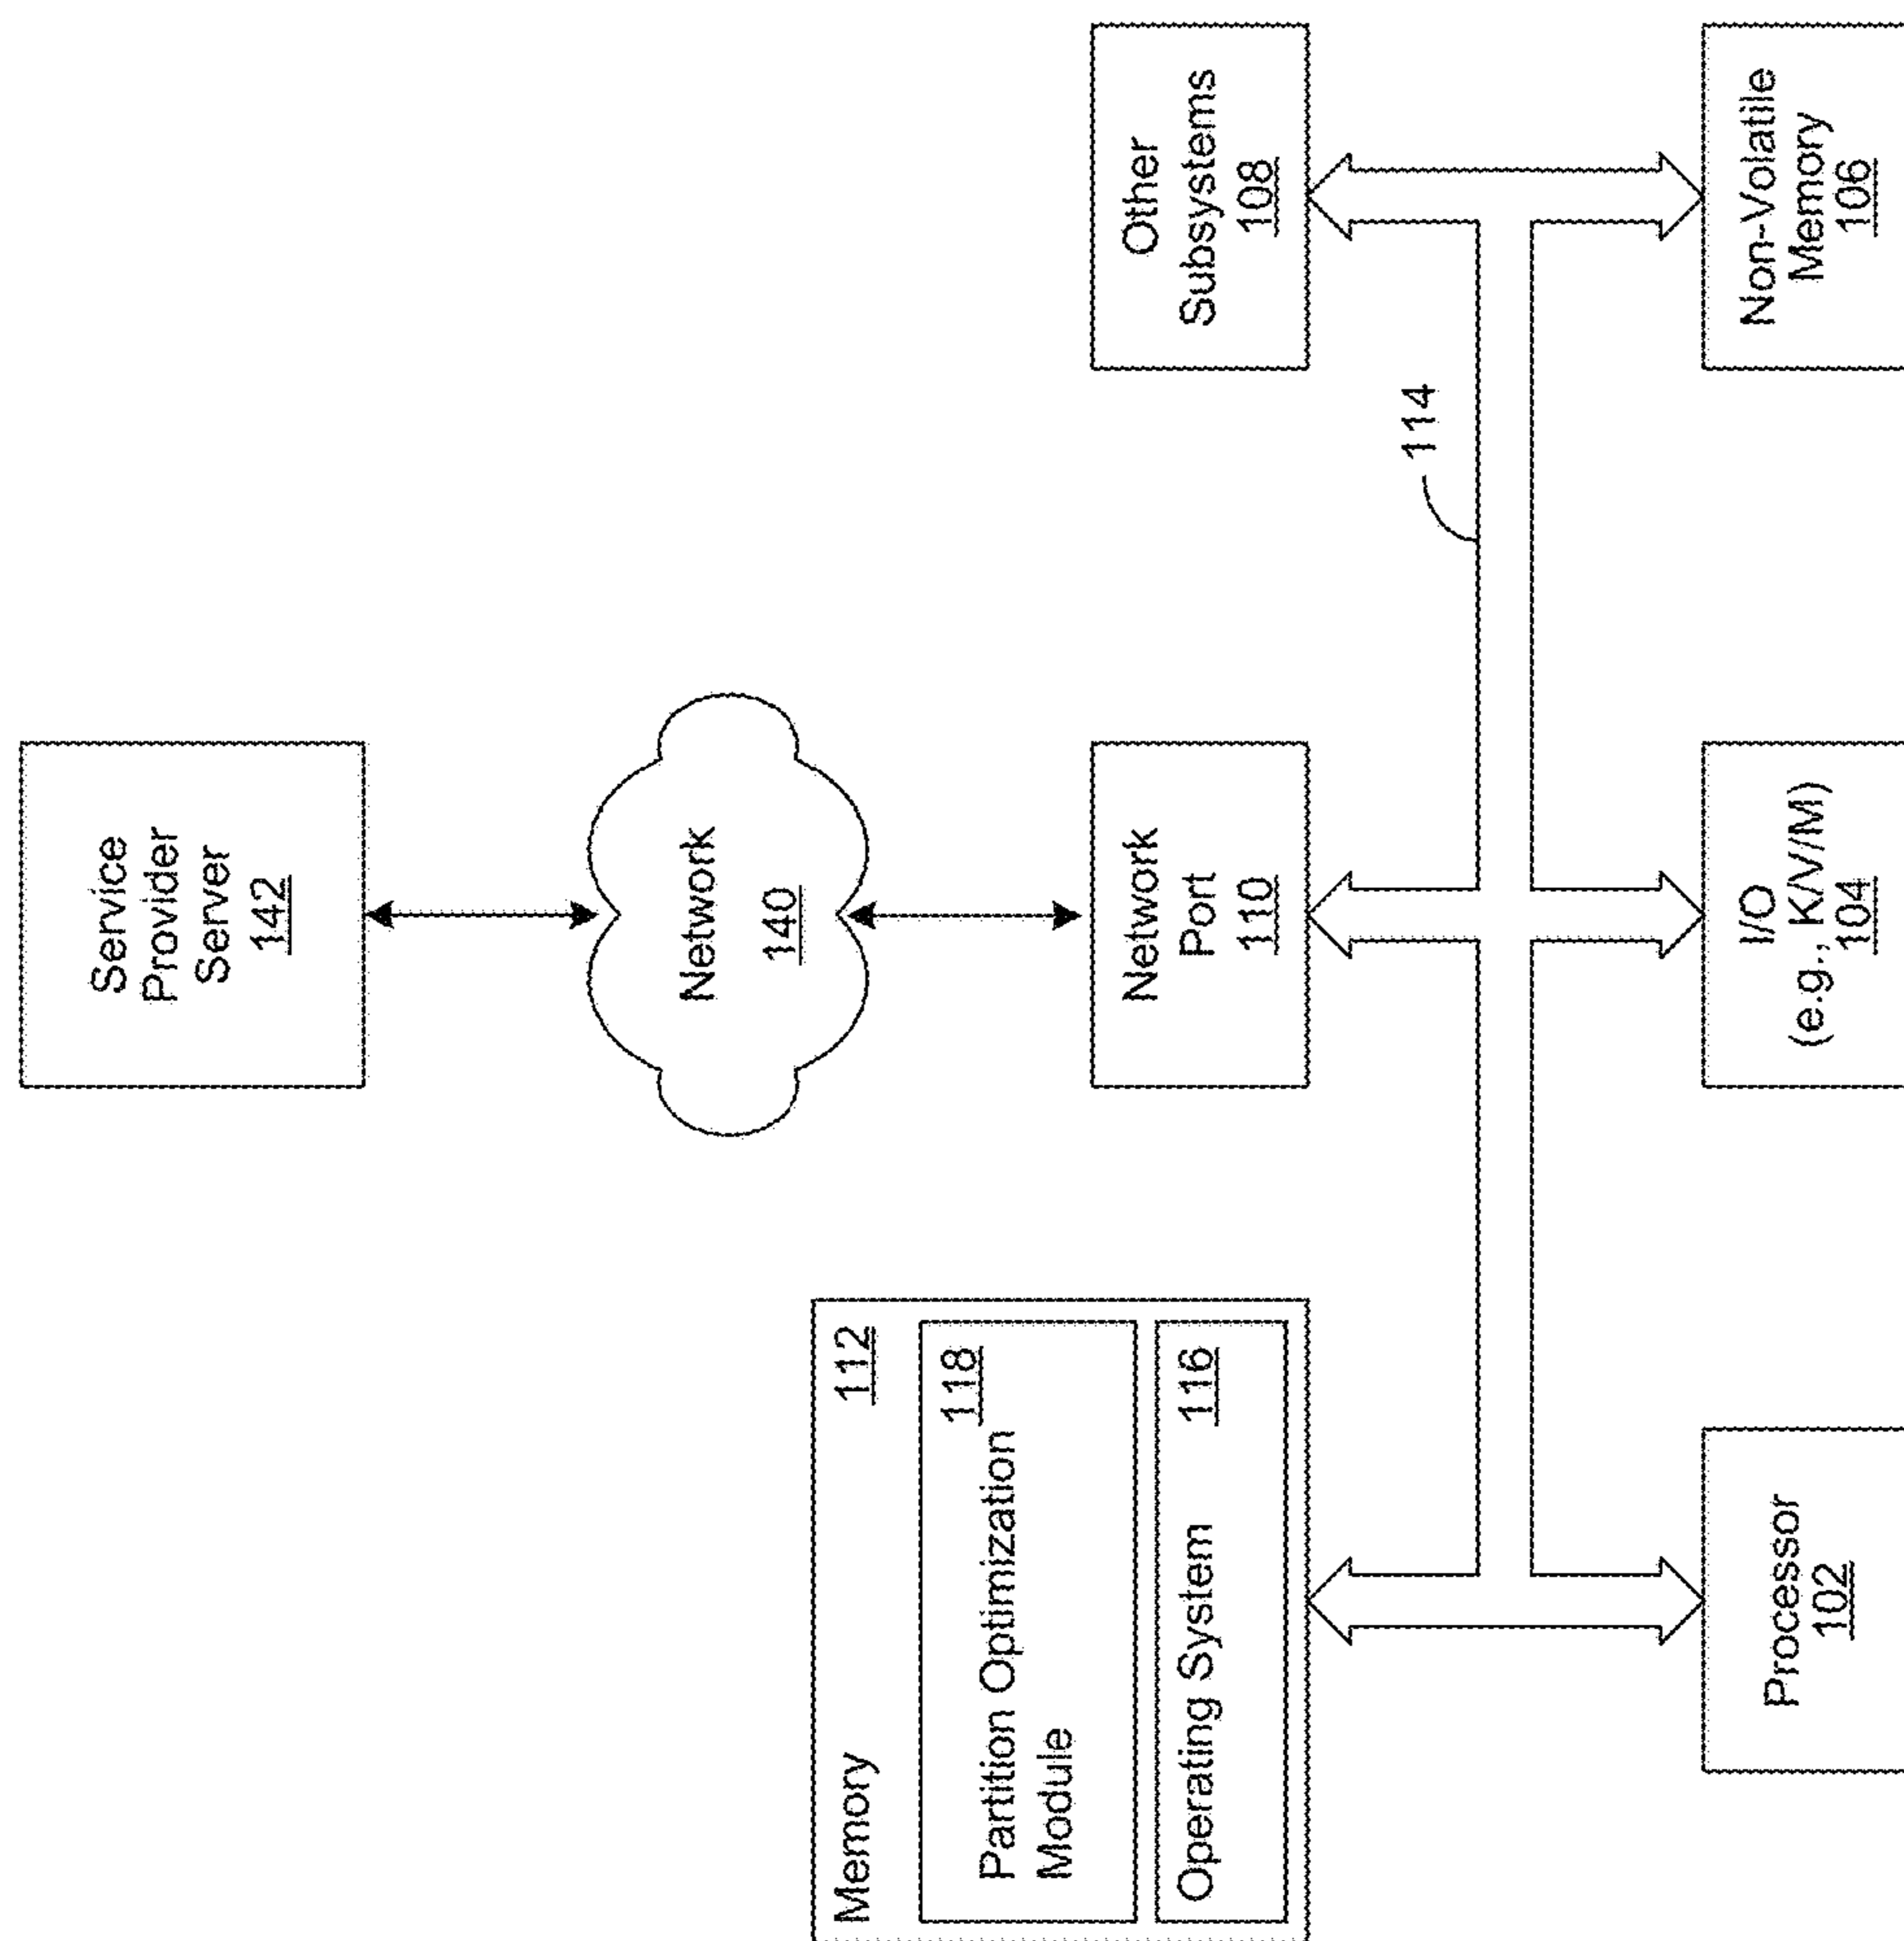 Service
Provider
Server
142
Network
140
Memory 112
Partition Optimization 118
Module
Operating System 116
Network
Port
110
Other
Subsystems
108
114
Processor
102
I/O
(e.g., K/V/M)
104
Non-Volatile
Memory
106